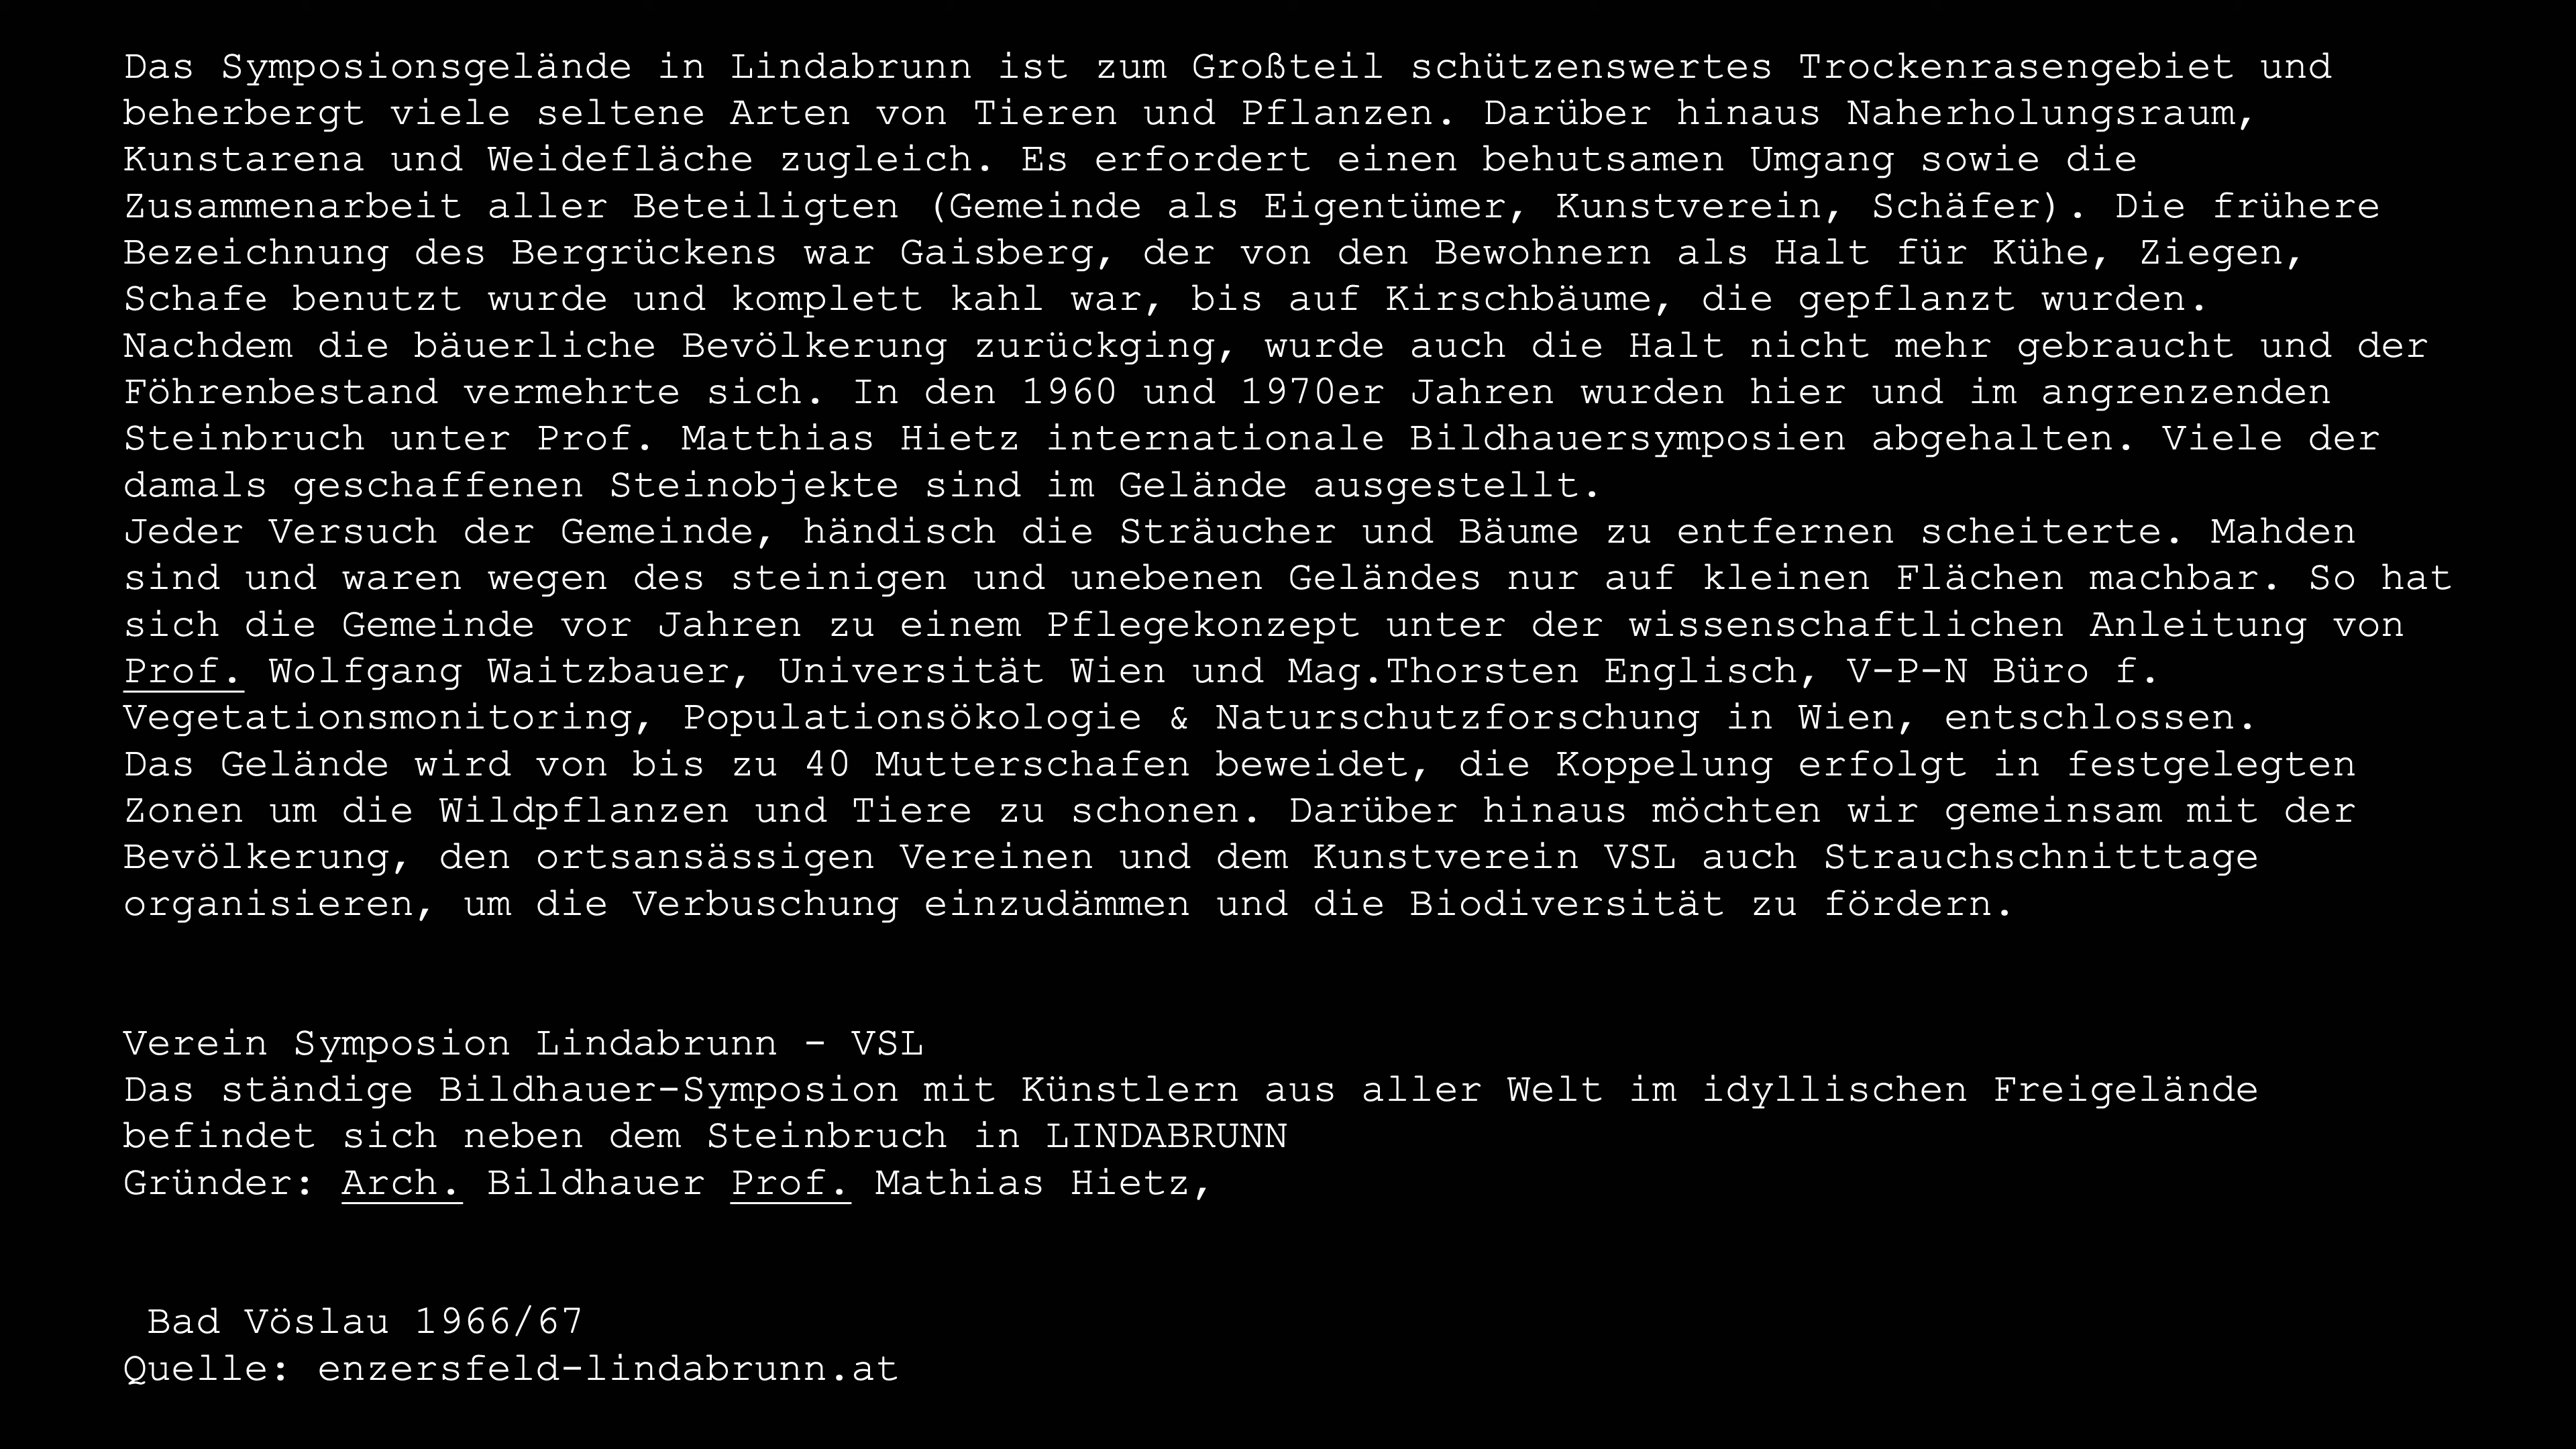 Das Symposionsgelände in Lindabrunn ist zum Großteil schützenswertes Trockenrasengebiet und
beherbergt viele seltene Arten von Tieren und Pflanzen. Darüber hinaus Naherholungsraum,
Kunstarena und Weidefläche zugleich. Es erfordert einen behutsamen Umgang sowie die
Zusammenarbeit aller Beteiligten (Gemeinde als Eigentümer, Kunstverein, Schäfer). Die frühere
Bezeichnung des Bergrückens war Gaisberg, der von den Bewohnern als Halt für Kühe, Ziegen,
Schafe benutzt wurde und komplett kahl war, bis auf Kirschbäume, die gepflanzt wurden.
Nachdem die bäuerliche Bevölkerung zurückging, wurde auch die Halt nicht mehr gebraucht und der
Föhrenbestand vermehrte sich. In den 1960 und 1970er Jahren wurden hier und im angrenzenden
Steinbruch unter Prof. Matthias Hietz internationale Bildhauersymposien abgehalten. Viele der
damals geschaffenen Steinobjekte sind im Gelände ausgestellt.
Jeder Versuch der Gemeinde, händisch die Sträucher und Bäume zu entfernen scheiterte. Mahden
sind und waren wegen des steinigen und unebenen Geländes nur auf kleinen Flächen machbar. So hat
sich die Gemeinde vor Jahren zu einem Pflegekonzept unter der wissenschaftlichen Anleitung von
Prof. Wolfgang Waitzbauer, Universität Wien und Mag.Thorsten Englisch, V-P-N Büro f.
Vegetationsmonitoring, Populationsökologie & Naturschutzforschung in Wien, entschlossen.
Das Gelände wird von bis zu 40 Mutterschafen beweidet, die Koppelung erfolgt in festgelegten
Zonen um die Wildpflanzen und Tiere zu schonen. Darüber hinaus möchten wir gemeinsam mit der
Bevölkerung, den ortsansässigen Vereinen und dem Kunstverein VSL auch Strauchschnitttage
organisieren, um die Verbuschung einzudämmen und die Biodiversität zu fördern.
Verein Symposion Lindabrunn - VSL
Das ständige Bildhauer-Symposion mit Künstlern aus aller Welt im idyllischen Freigelände
befindet sich neben dem Steinbruch in LINDABRUNN
Gründer: Arch. Bildhauer Prof. Mathias Hietz,
Bad Vöslau 1966/67
Quelle: enzersfeld-lindabrunn.at